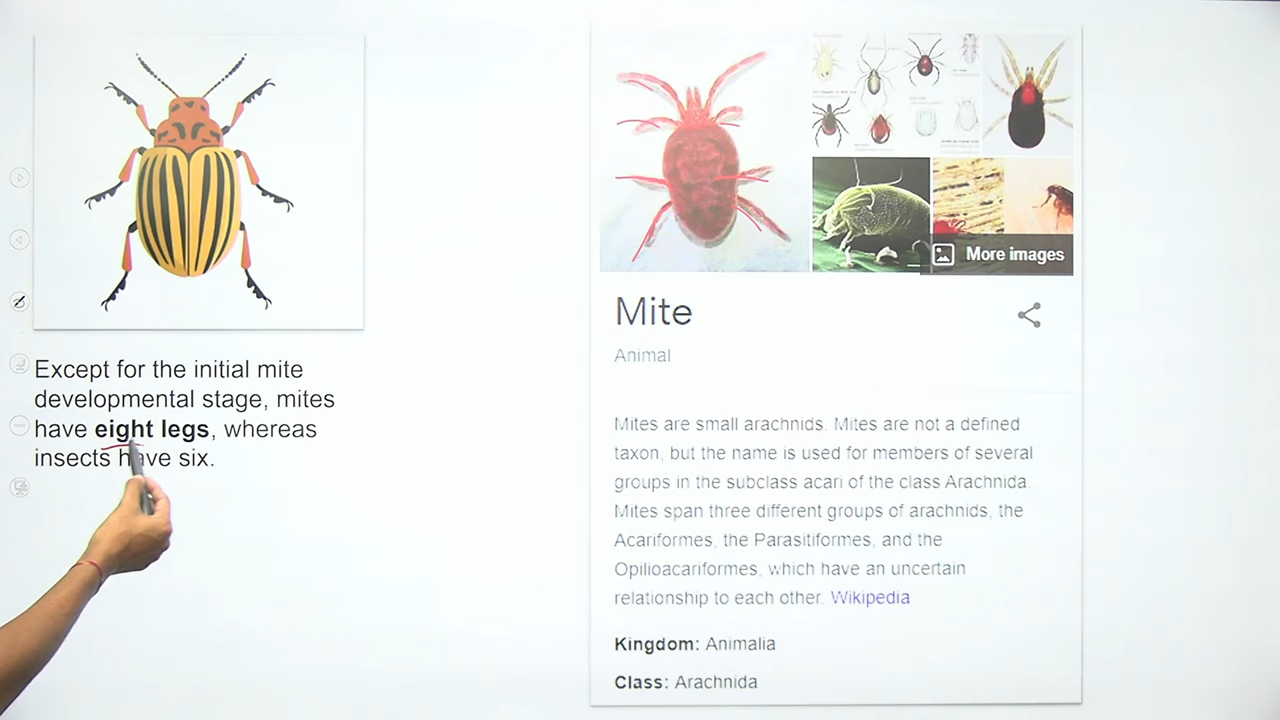 Except for the initial mite
developmental stage, mites
have eight legs, whereas
insects have six.
More images
Mite
Animal
Mites are small arachnids. Mites are not a defined
taxon, but the name is used for members of several
groups in the subclass acari of the class Arachnida.
Mites span three different groups of arachnids, the
Acariformes, the Parasitiformes, and the
Opilioacariformes, which have an uncertain
relationship to each other. Wikipedia
Kingdom: Animalia
Class: Arachnida